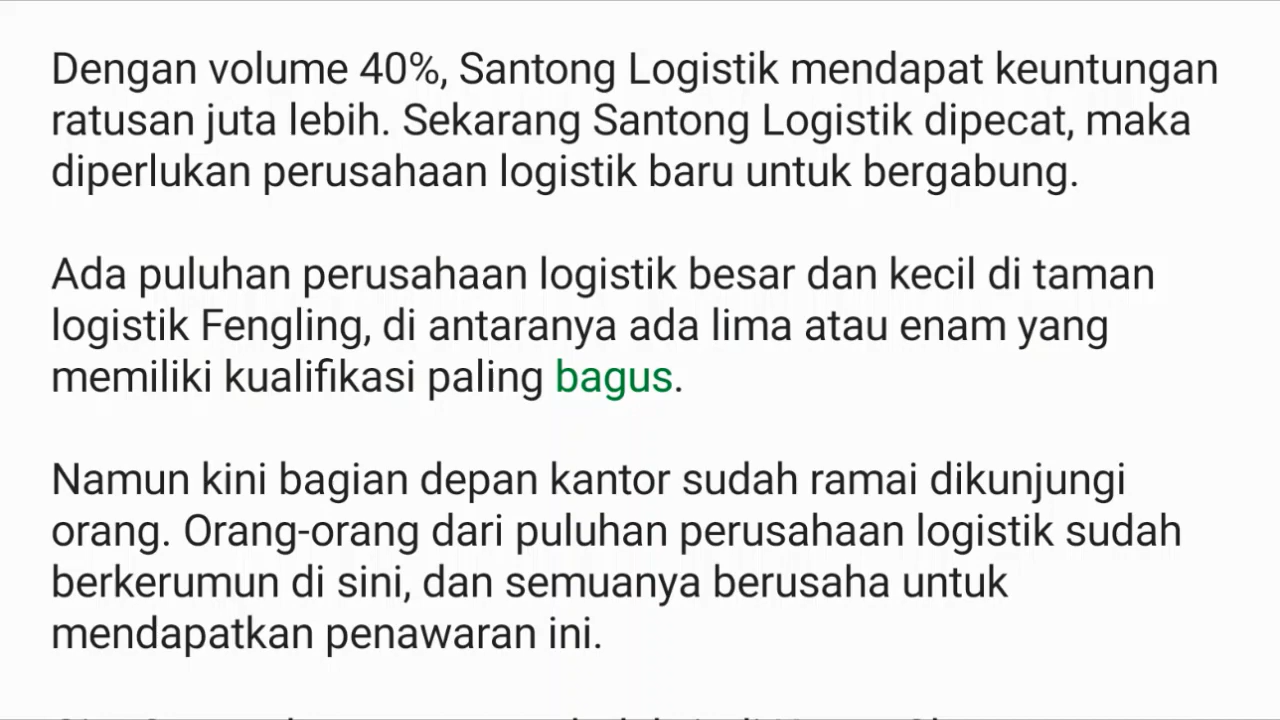 Dengan volume 40%, Santong Logistik mendapat keuntungan
ratusan juta lebih. Sekarang Santong Logistik dipecat, maka
diperlukan perusahaan logistik baru untuk bergabung.
Ada puluhan perusahaan logistik besar dan kecil di taman
logistik Fengling, di antaranya ada lima atau enam yang
memiliki kualifikasi paling bagus.
Namun kini bagian depan kantor sudah ramai dikunjungi
orang. Orang-orang dari puluhan perusahaan logistik sudah
berkerumun di sini, dan semuanya berusaha untuk
mendapatkan penawaran ini.